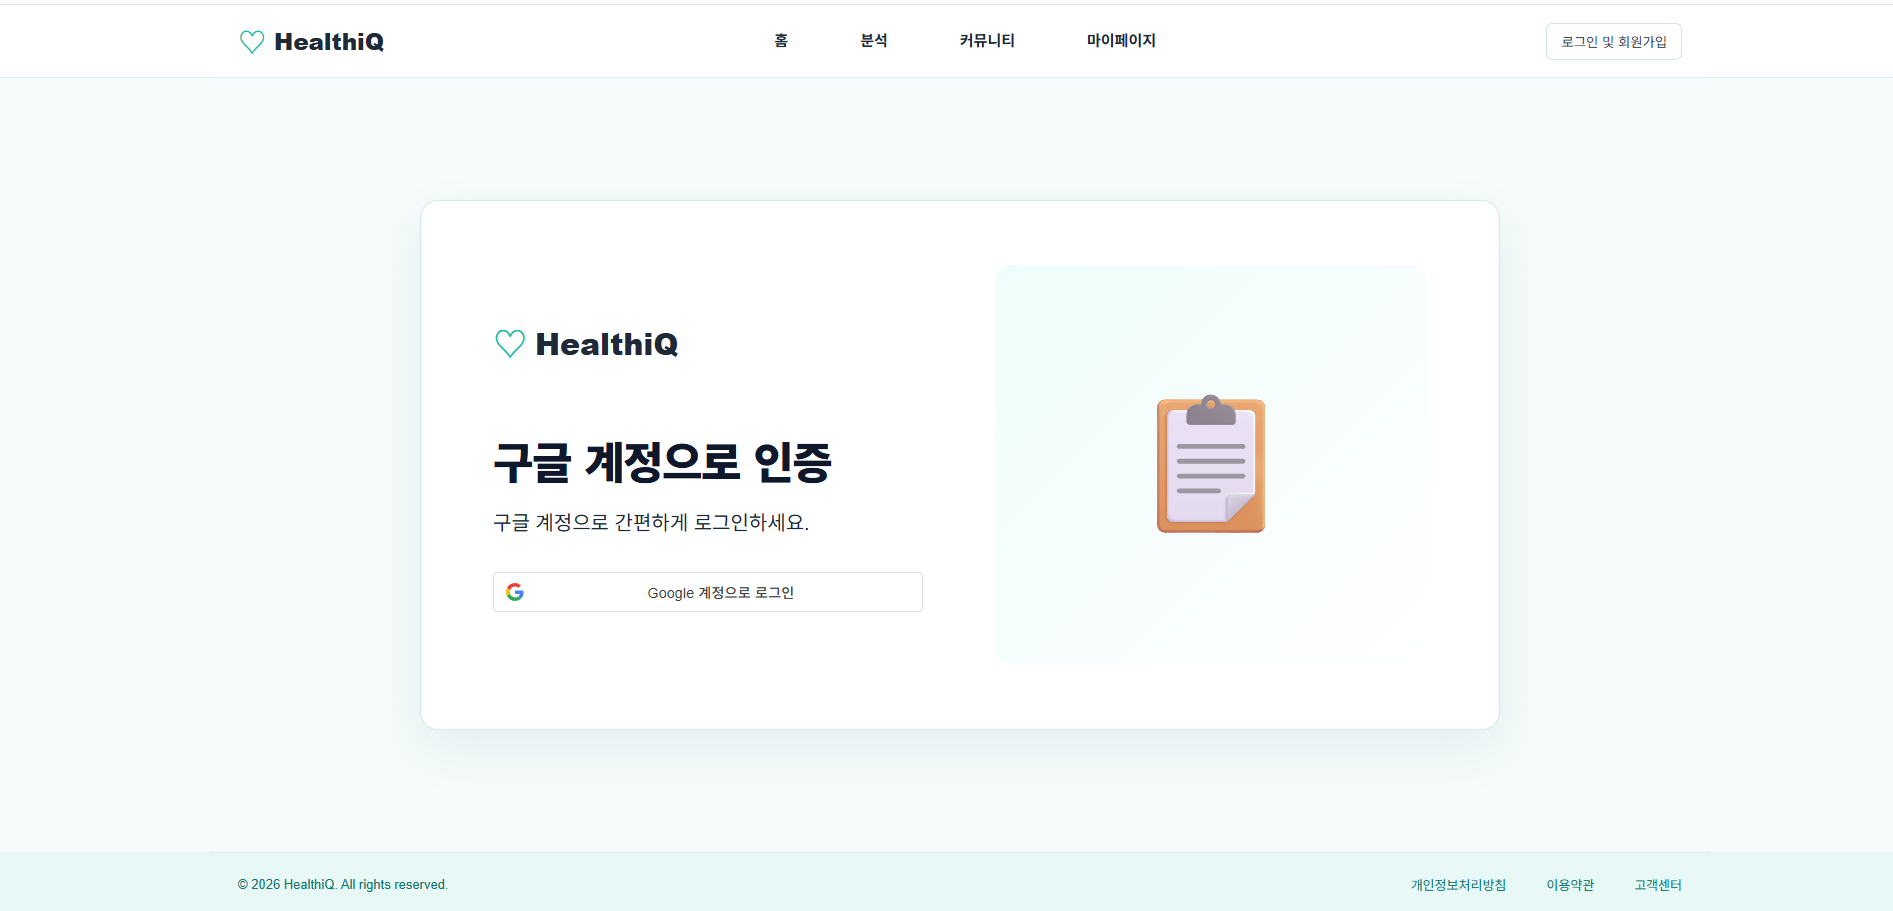 HealthiQ
홈 분석 커뮤니티 마이페이지
로그인 및 회원가입
HealthiQ
구글 계정으로 인증
구글 계정으로 간편하게 로그인하세요.
Google 계정으로 로그인
© 2026 HealthiQ. All rights reserved.
개인정보처리방침 이용약관 고객센터